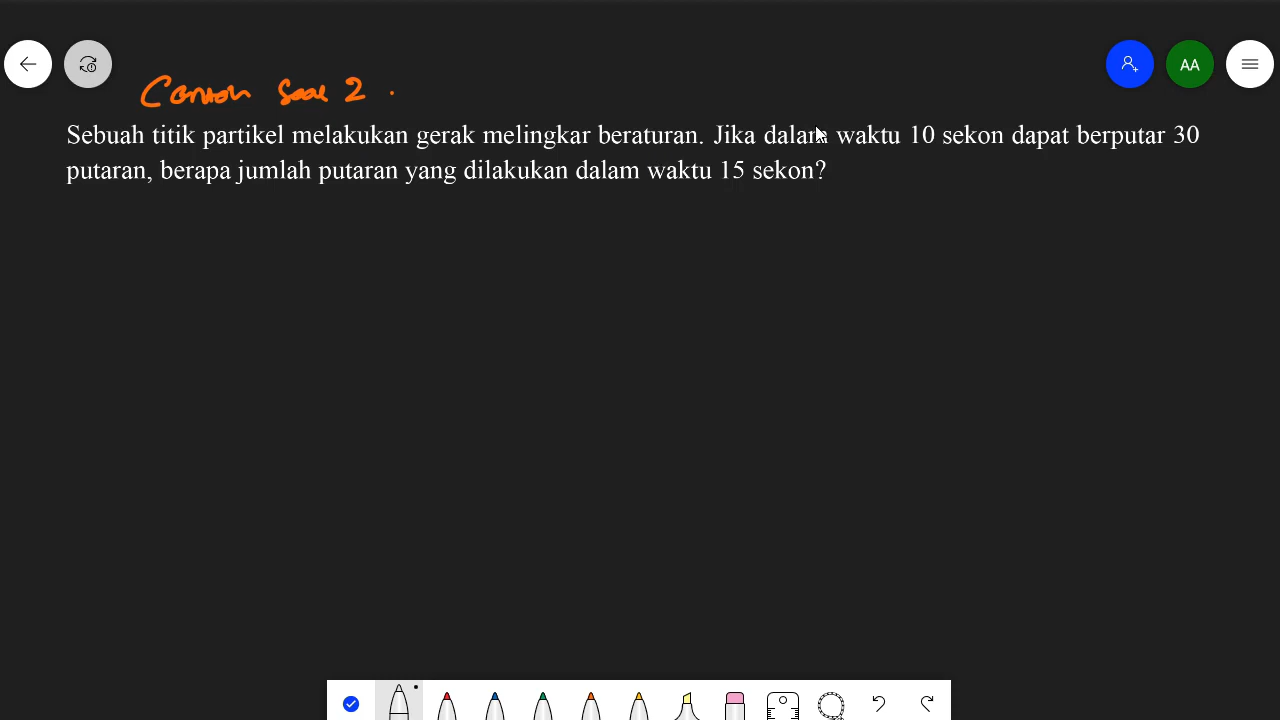 AA
Contoh Soal 2.
Sebuah titik partikel melakukan gerak melingkar beraturan. Jika dalam waktu 10 sekon dapat berputar 30
putaran, berapa jumlah putaran yang dilakukan dalam waktu 15 sekon?